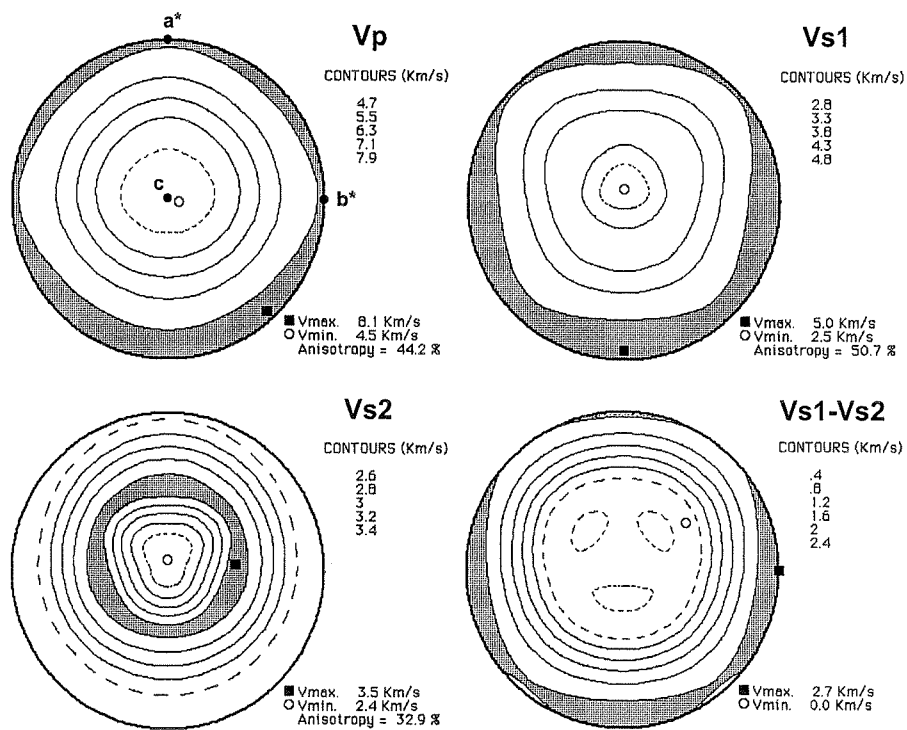 a*
Vp
CONTOURS (Km/s)
4.7
5.5
6.3
7.1
7.9
c
b*
Vmax. 8.1 Km/s
Vmin. 4.5 Km/s
Anisotropy = 44.2 %
Vs1
CONTOURS (Km/s)
2.8
3.3
3.8
4.3
4.8
Vmax. 5.0 Km/s
Vmin. 2.5 Km/s
Anisotropy = 50.7 %
Vs2
CONTOURS (Km/s)
2.6
2.8
3
3.2
3.4
Vmax. 3.5 Km/s
Vmin. 2.4 Km/s
Anisotropy = 32.9 %
Vs1-Vs2
CONTOURS (Km/s)
.4
.8
1.2
1.6
2
2.4
Vmax. 2.7 Km/s
Vmin. 0.0 Km/s